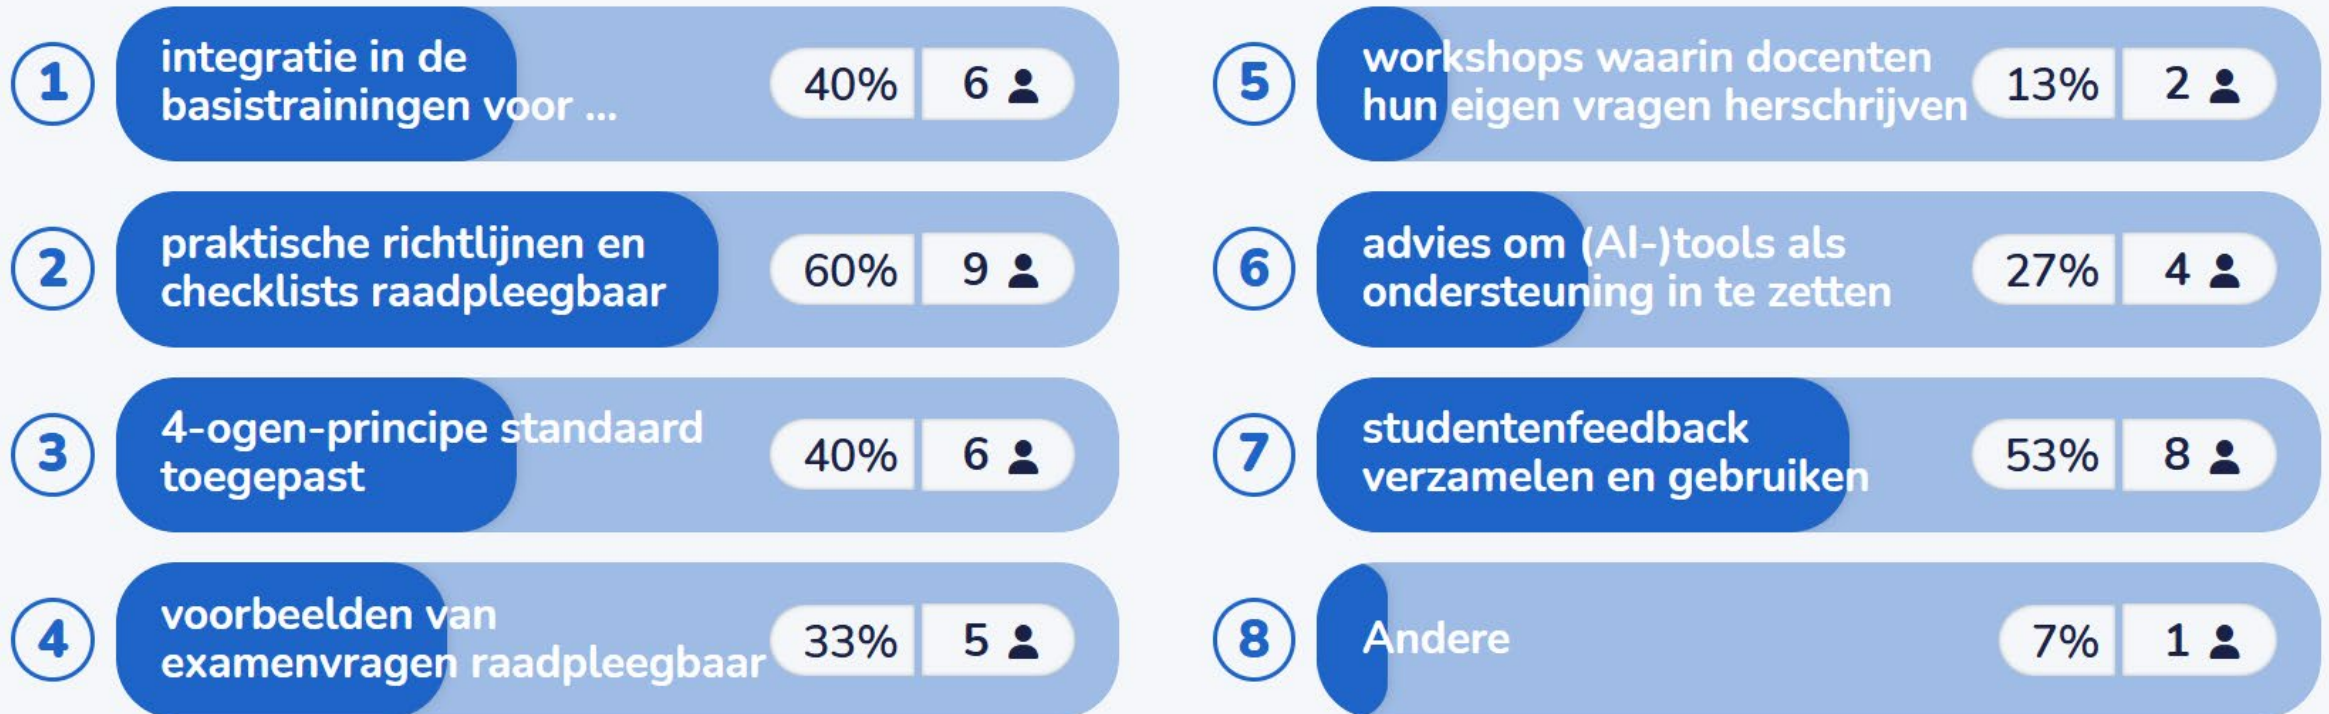 1
integratie in de
basistrainingen voor ...
40% 6
2
praktische richtlijnen en
checklists raadpleegbaar
60% 9
3
4-ogen-principe standaard
toegepast
40% 6
4
voorbeelden van
examenvragen raadpleegbaar
33% 5
5
workshops waarin docenten
hun eigen vragen herschrijven
13% 2
6
advies om (AI-)tools als
ondersteuning in te zetten
27% 4
7
studentenfeedback
verzamelen en gebruiken
53% 8
8
Andere
7% 1